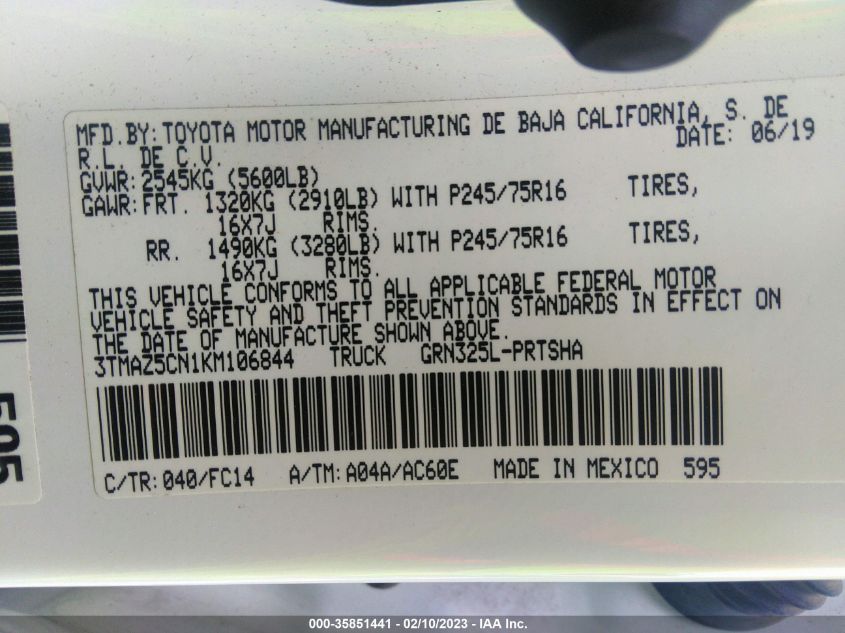 MFD.BY:TOYOTA MOTOR MANUFACTURING DE BAJA CALIFORNIA, S. DE
R.L. DE C.V. DATE: 06/19
GVWR:2545KG (5600LB)
GAWR:FRT. 1320KG (2910LB) WITH P245/75R16 TIRES,
16X7J RIMS.
RR. 1490KG (3280LB) WITH P245/75R16 TIRES,
16X7J RIMS.
THIS VEHICLE CONFORMS TO ALL APPLICABLE FEDERAL MOTOR
VEHICLE SAFETY AND THEFT PREVENTION STANDARDS IN EFFECT ON
THE DATE OF MANUFACTURE SHOWN ABOVE.
3TMAZ5CN1KM106844 TRUCK GRN325L-PRTSHA
C/TR:040/FC14 A/TM:A04A/AC60E MADE IN MEXICO 595
505
000-35851441 — 02/10/2023 — IAA Inc.